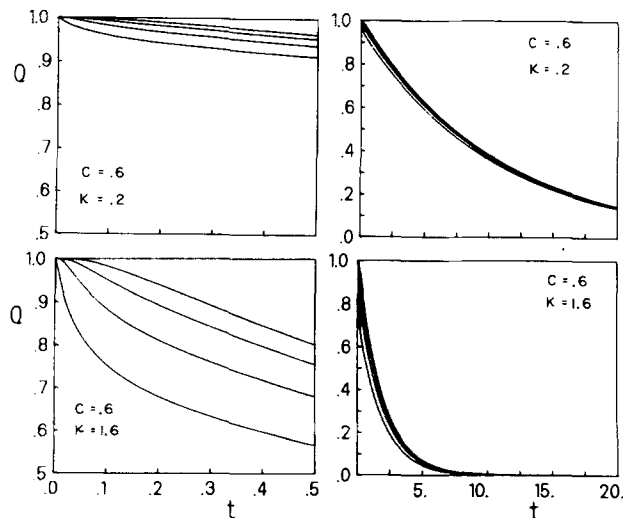 1.0
Q
.9
.8
.7
.6
.5
C = .6
K = .2
1.0
.8
.6
.4
.2
.0
C = .6
K = .2
1.0
Q
.9
.8
.7
.6
5
C = .6
K = 1.6
.0 .1 .2 .3 .4 .5
t
1.0
.8
.6
.4
.2
.0
C = .6
K = 1.6
5. 10. 15. 20.
t